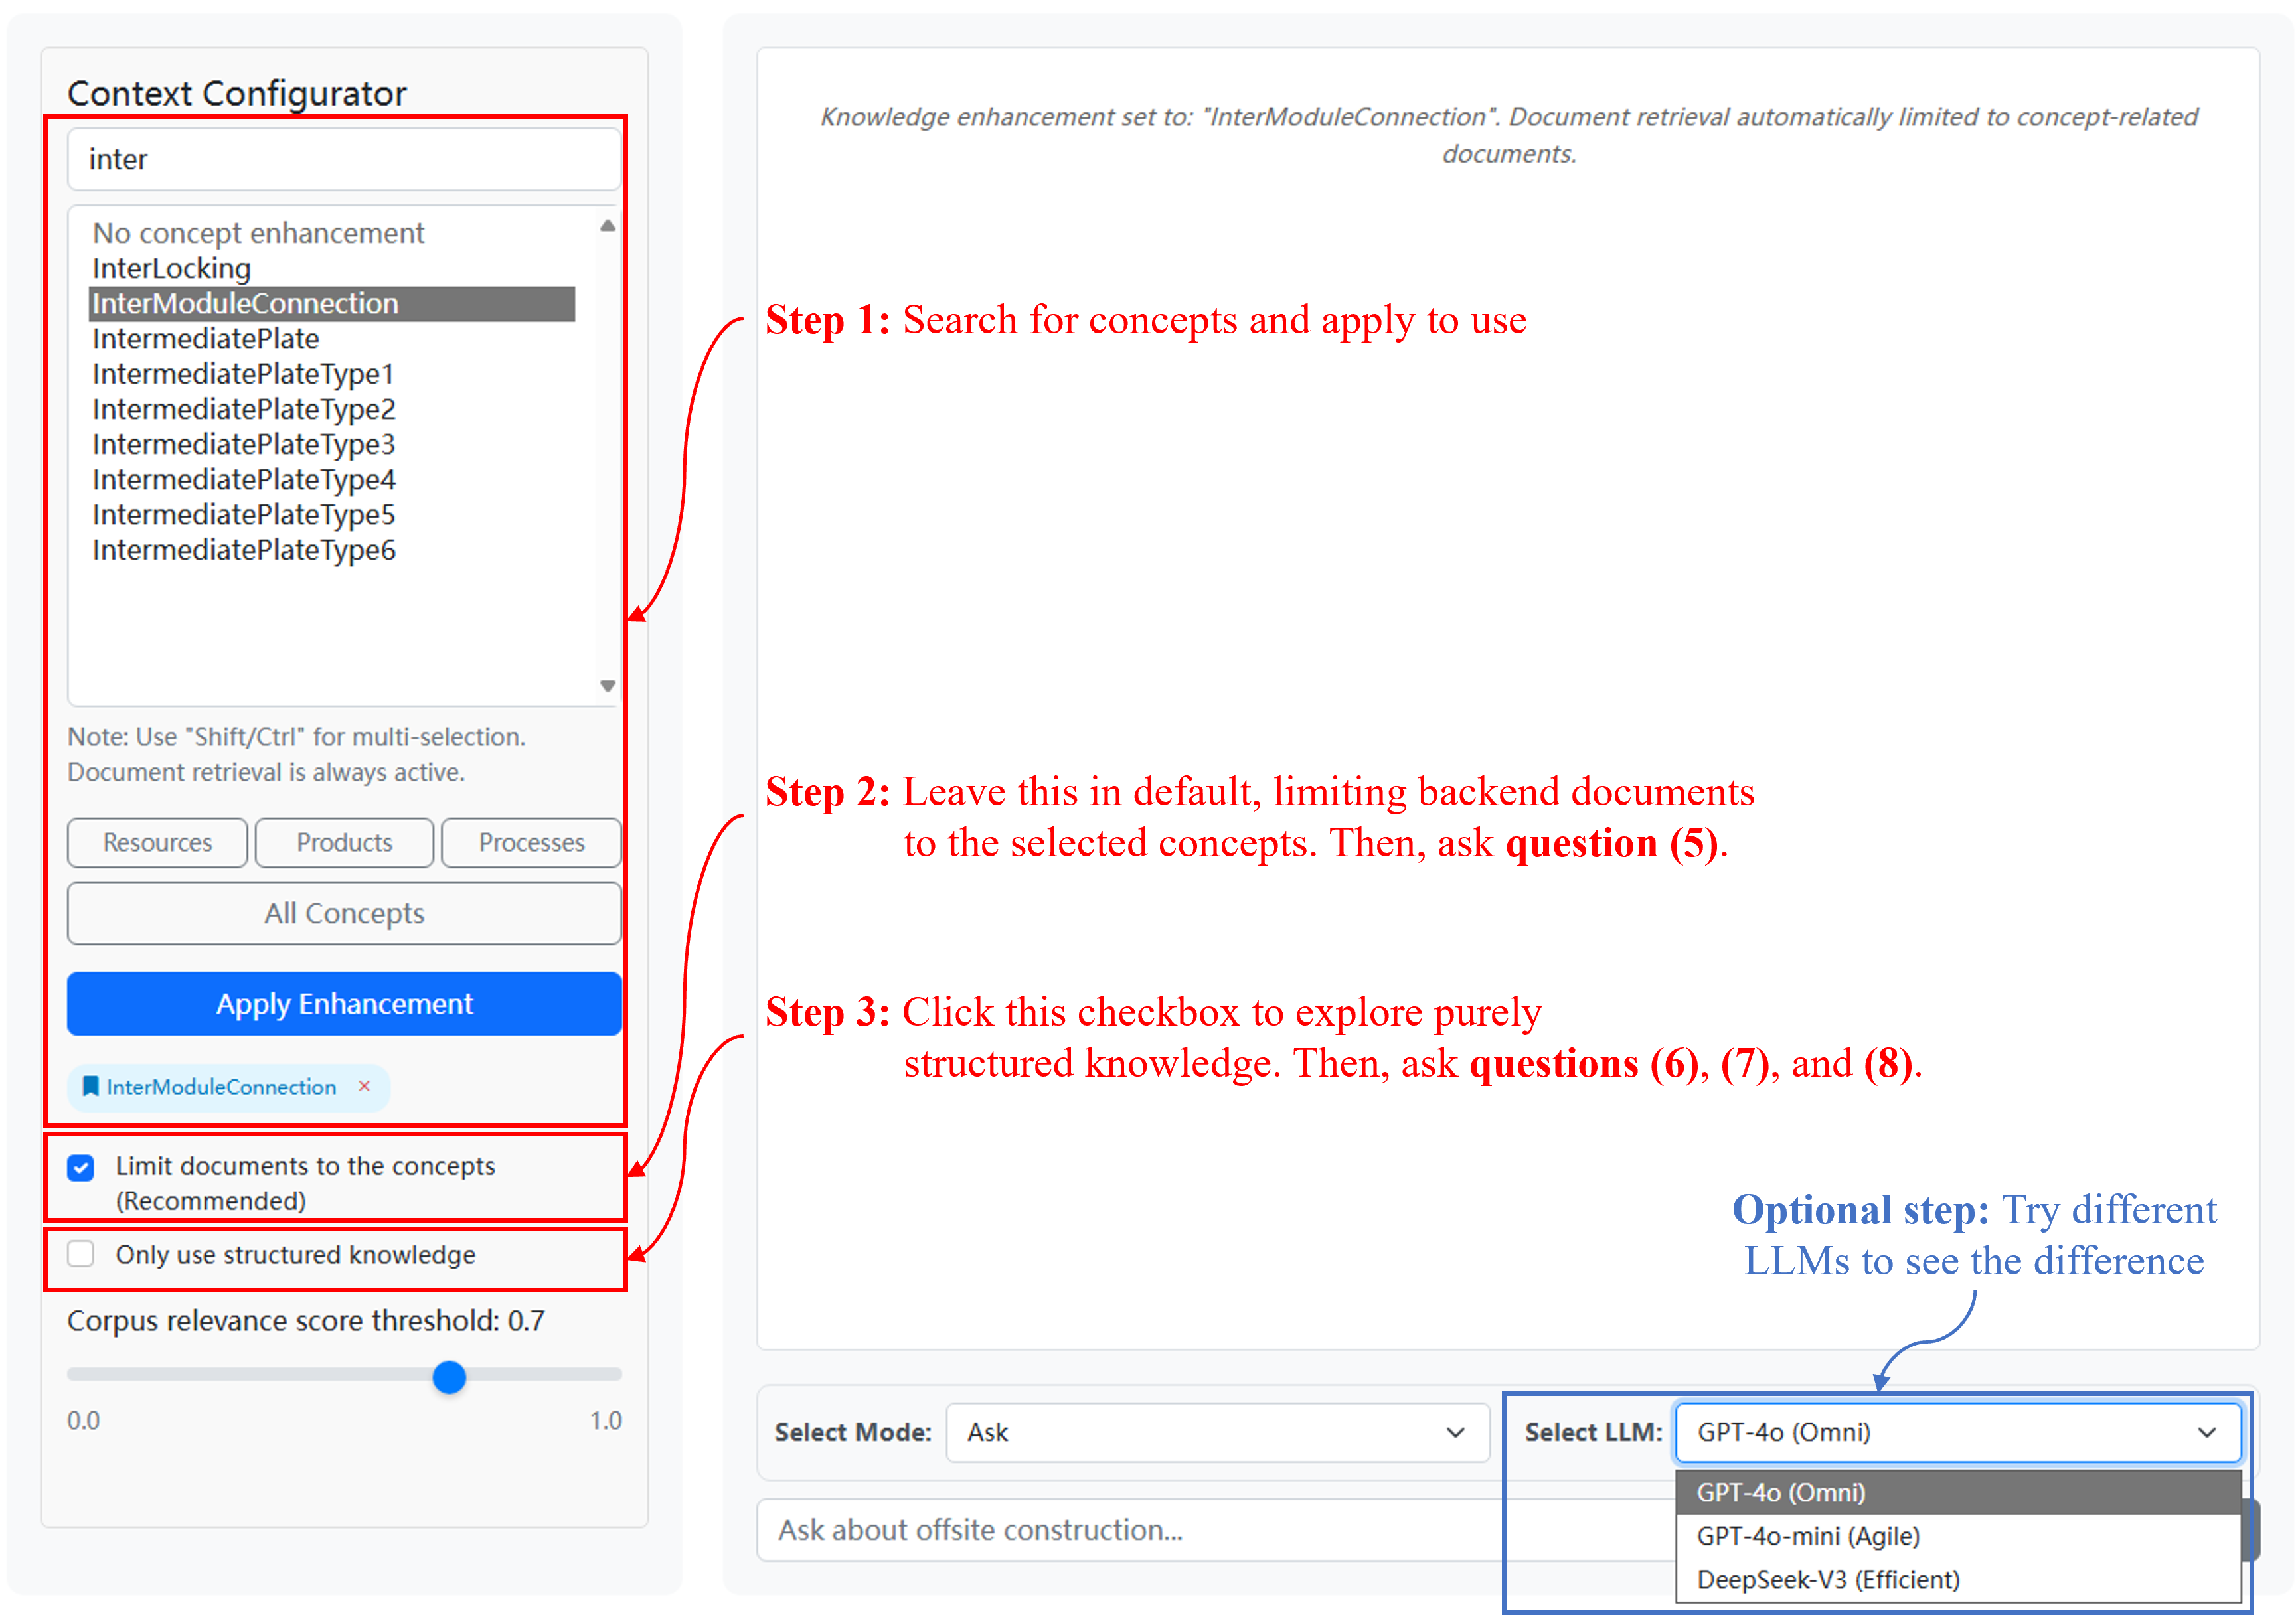 Context Configurator
inter
No concept enhancement
InterLocking
InterModuleConnection
IntermediatePlate
IntermediatePlateType1
IntermediatePlateType2
IntermediatePlateType3
IntermediatePlateType4
IntermediatePlateType5
IntermediatePlateType6
Note: Use "Shift/Ctrl" for multi-selection.
Document retrieval is always active.
Resources Products Processes
All Concepts
Apply Enhancement
InterModuleConnection ×
Limit documents to the concepts
(Recommended)
Only use structured knowledge
Corpus relevance score threshold: 0.7
0.0 1.0
Knowledge enhancement set to: "InterModuleConnection". Document retrieval automatically limited to concept-related
documents.
Step 1: Search for concepts and apply to use
Step 2: Leave this in default, limiting backend documents
to the selected concepts. Then, ask question (5).
Step 3: Click this checkbox to explore purely
structured knowledge. Then, ask questions (6), (7), and (8).
Optional step: Try different
LLMs to see the difference
Select Mode: Ask
Select LLM: GPT-4o (Omni)
GPT-4o (Omni)
GPT-4o-mini (Agile)
DeepSeek-V3 (Efficient)
Ask about offsite construction...